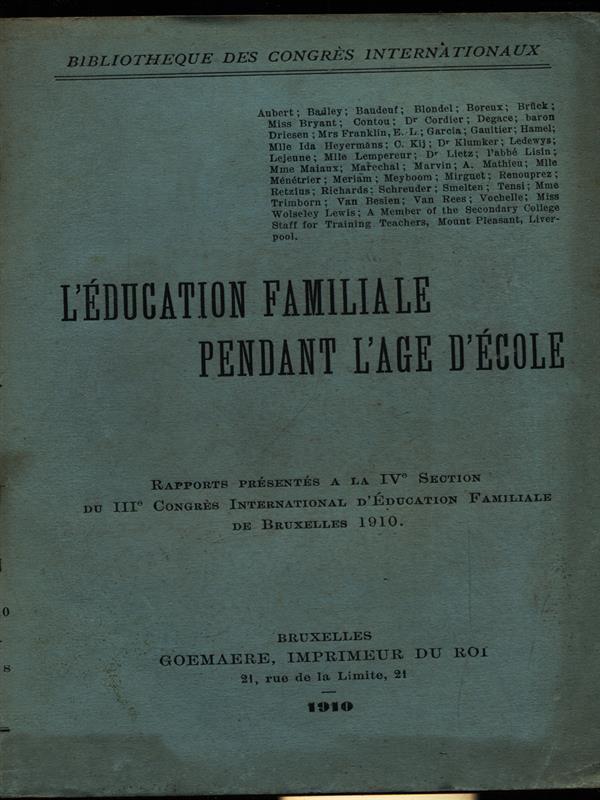 BIBLIOTHEQUE DES CONGRÈS INTERNATIONAUX
Aubert; Bailey; Baudeuf; Blondel; Boreux; Brück;
Miss Bryant; Contou; Dr Cordier; Degace; baron
Driesen; Mrs Franklin, E. L.; Garcia; Gaultier; Hamel;
Mlle Ida Heyermans; C. Kij; Dr Klumker; Ledewys;
Lejeune; Mlle Lempereur; Dr Lietz; l'abbé Lisin;
Mme Maiaux; Maréchal; Marvin; A. Mathieu; Mlle
Ménétrier; Meriam; Meyboom; Mirguet; Renouprez;
Retzius; Richards; Schreuder; Smelten; Tensi; Mme
Trimborn; Van Besien; Van Rees; Vochelle; Miss
Wolseley Lewis; A Member of the Secondary College
Staff for Training Teachers, Mount Pleasant, Liver-
pool.
L'ÉDUCATION FAMILIALE
PENDANT L'AGE D'ÉCOLE
RAPPORTS PRÉSENTÉS A LA IVe SECTION
DU IIIe CONGRÈS INTERNATIONAL D'ÉDUCATION FAMILIALE
DE BRUXELLES 1910.
BRUXELLES
GOEMAERE, IMPRIMEUR DU ROI
21, rue de la Limite, 21
1910
O
S